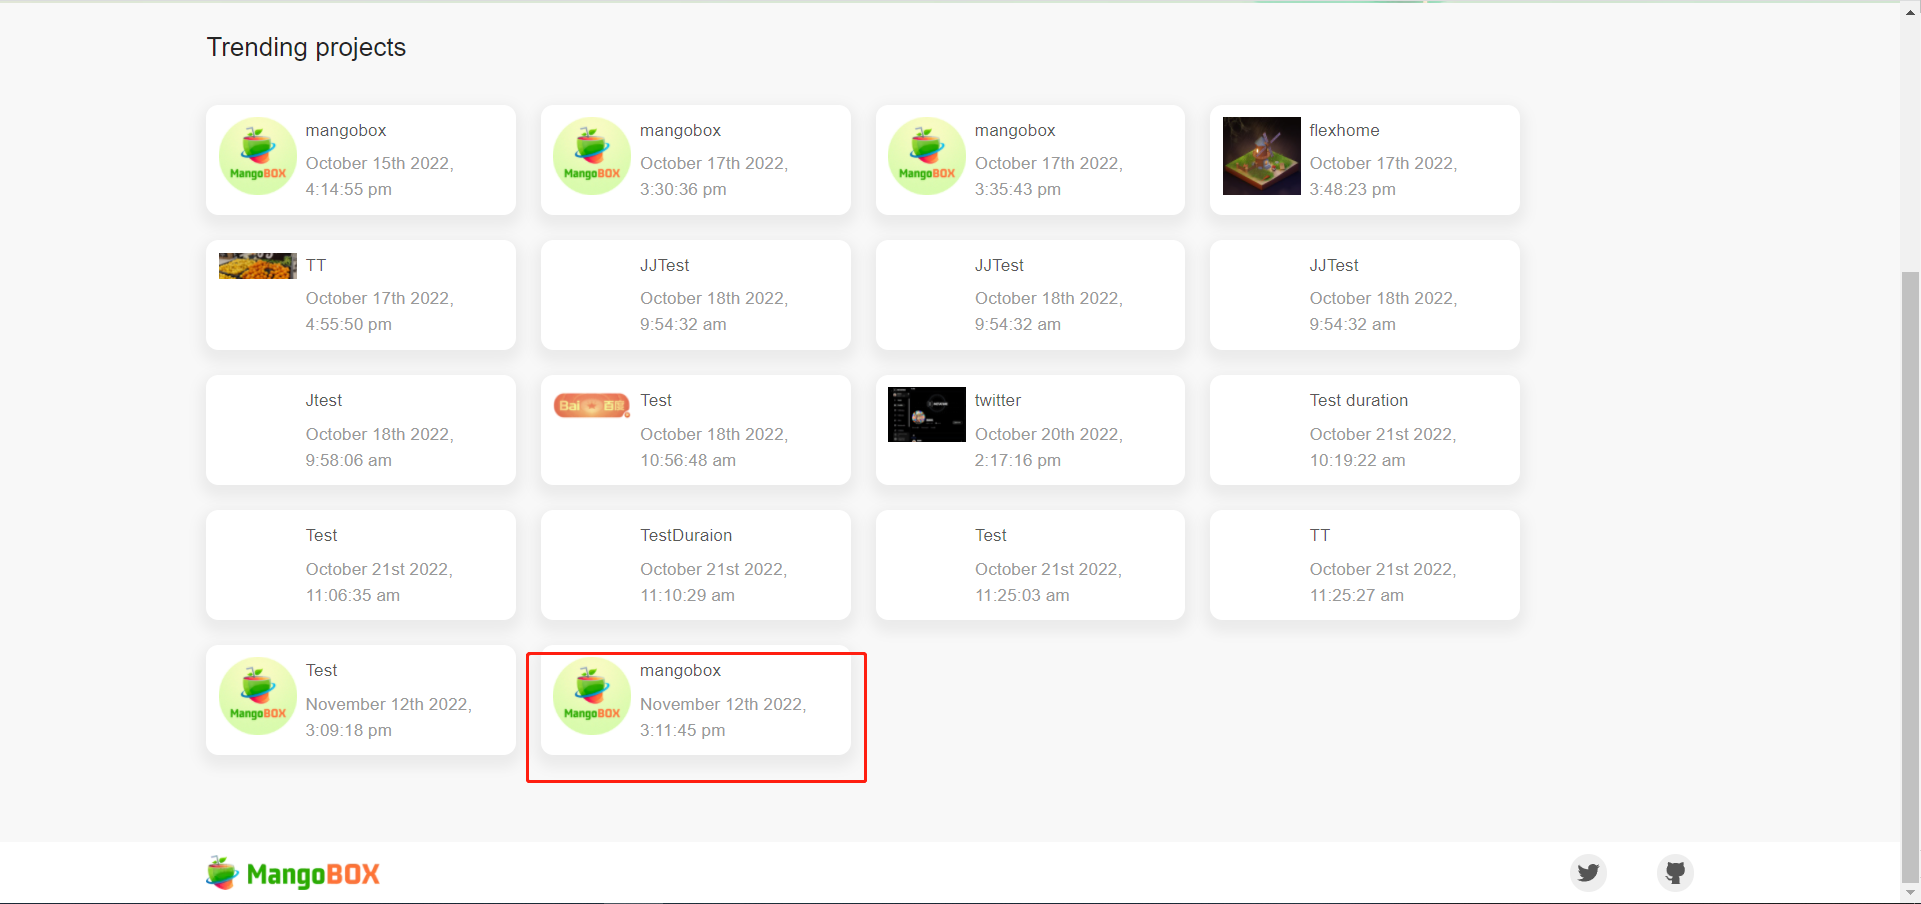 Trending projects
MangoBOX
mangobox
October 15th 2022,
4:14:55 pm
MangoBOX
mangobox
October 17th 2022,
3:30:36 pm
MangoBOX
mangobox
October 17th 2022,
3:35:43 pm
flexhome
October 17th 2022,
3:48:23 pm
TT
October 17th 2022,
4:55:50 pm
JJTest
October 18th 2022,
9:54:32 am
JJTest
October 18th 2022,
9:54:32 am
JJTest
October 18th 2022,
9:54:32 am
Jtest
October 18th 2022,
9:58:06 am
Bai 百度
Test
October 18th 2022,
10:56:48 am
twitter
October 20th 2022,
2:17:16 pm
Test duration
October 21st 2022,
10:19:22 am
Test
October 21st 2022,
11:06:35 am
TestDuraion
October 21st 2022,
11:10:29 am
Test
October 21st 2022,
11:25:03 am
TT
October 21st 2022,
11:25:27 am
MangoBOX
Test
November 12th 2022,
3:09:18 pm
MangoBOX
mangobox
November 12th 2022,
3:11:45 pm
MangoBOX